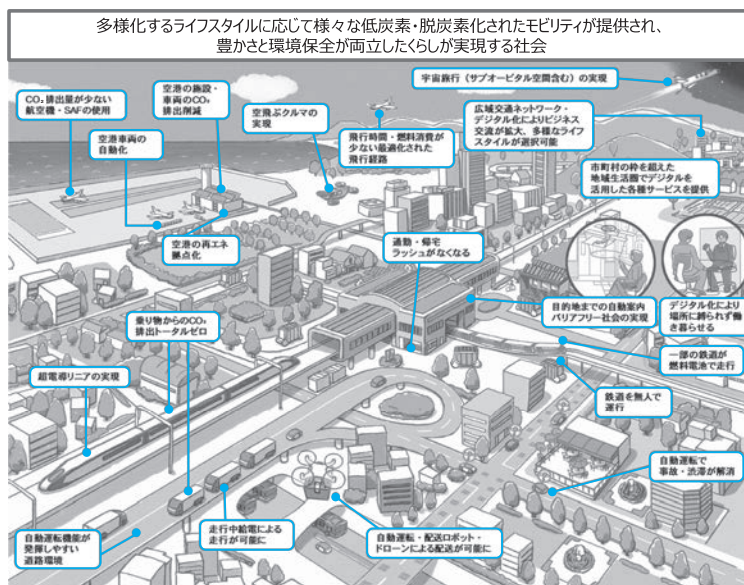 多様化するライフスタイルに応じて様々な低炭素・脱炭素化されたモビリティが提供され、
豊かさと環境保全が両立したくらしが実現する社会
宇宙旅行（サブオービタル空間含む）の実現
CO₂排出量が少ない
航空機・SAFの使用
空港の施設・
車両のCO₂
排出削減
空飛ぶクルマの
実現
飛行時間・燃料消費が
少ない最適化された
飛行経路
広域交通ネットワーク・
デジタル化によりビジネス
交流が拡大、多様なライフ
スタイルが選択可能
空港車両の
自動化
市町村の枠を超えた
地域生活圏でデジタルを
活用した各種サービスを提供
空港の再エネ
拠点化
通勤・帰宅
ラッシュがなくなる
目的地までの自動案内
バリアフリー社会の実現
デジタル化により
場所に縛られず働
き暮らせる
乗り物からのCO₂
排出トータルゼロ
一部の鉄道が
燃料電池で走行
超電導リニアの実現
鉄道を無人で
運行
自動運転で
事故・渋滞が解消
自動運転機能が
発揮しやすい
道路環境
走行中給電による
走行が可能に
自動運転・配送ロボット・
ドローンによる配送が可能に